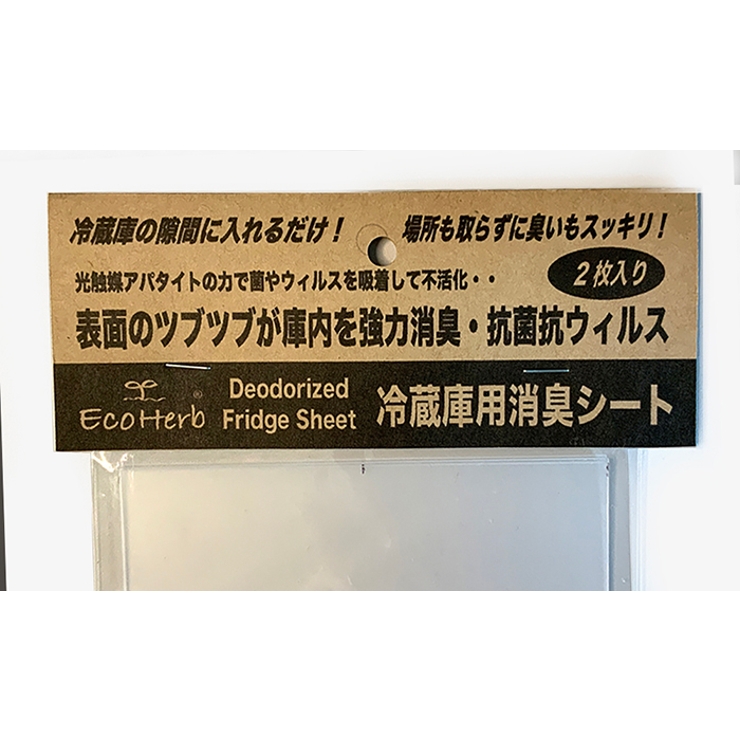 冷蔵庫の隙間に入れるだけ！ 場所も取らずに臭いもスッキリ！
光触媒アパタイトの力で菌やウィルスを吸着して不活化・・
2枚入り
表面のツブツブが庫内を強力消臭・抗菌抗ウィルス
EcoHerb®
Deodorized
Fridge Sheet
冷蔵庫用消臭シート